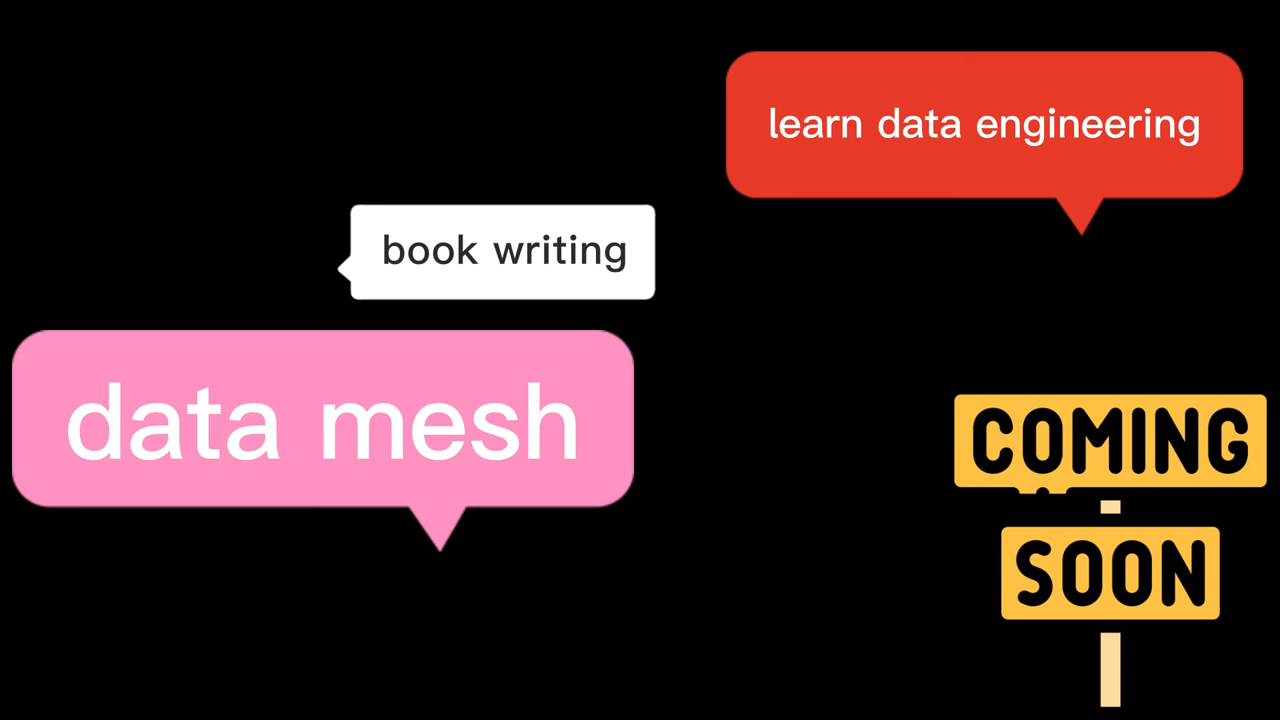 learn data engineering
book writing
data mesh
COMING
SOON